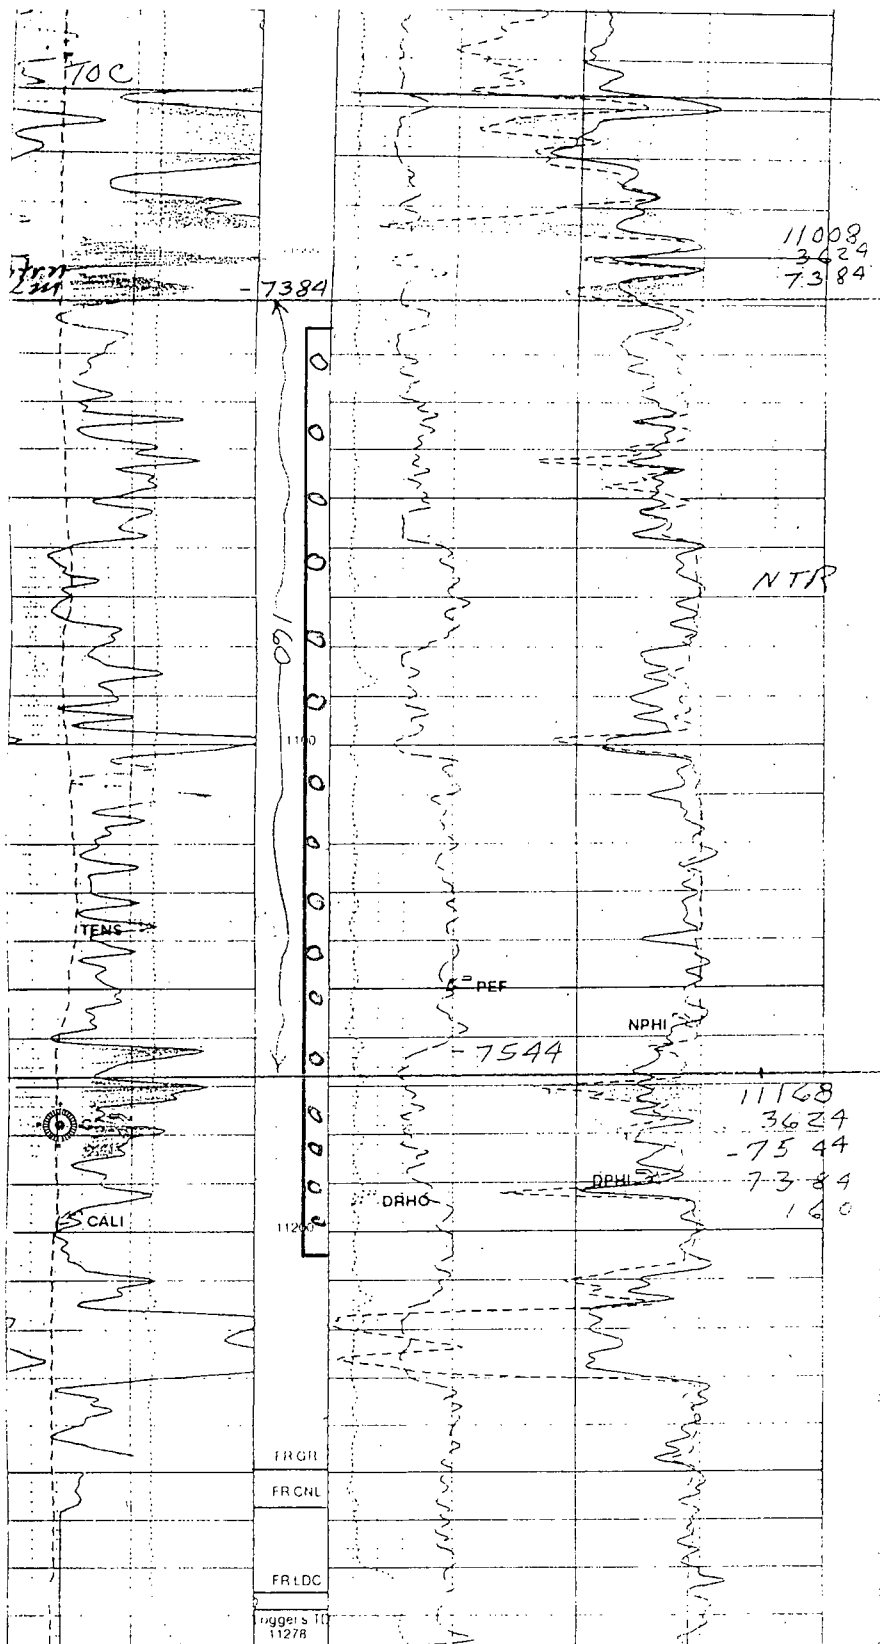 TOC
11008
3624
7384
-7384
160
NTR
1100
TENS
PEF
NPHI
-7544
11168
3624
-7544
7384
160
DPHI
DRHO
CALI
11200
FR GR
FR CNL
FR LDC
11278